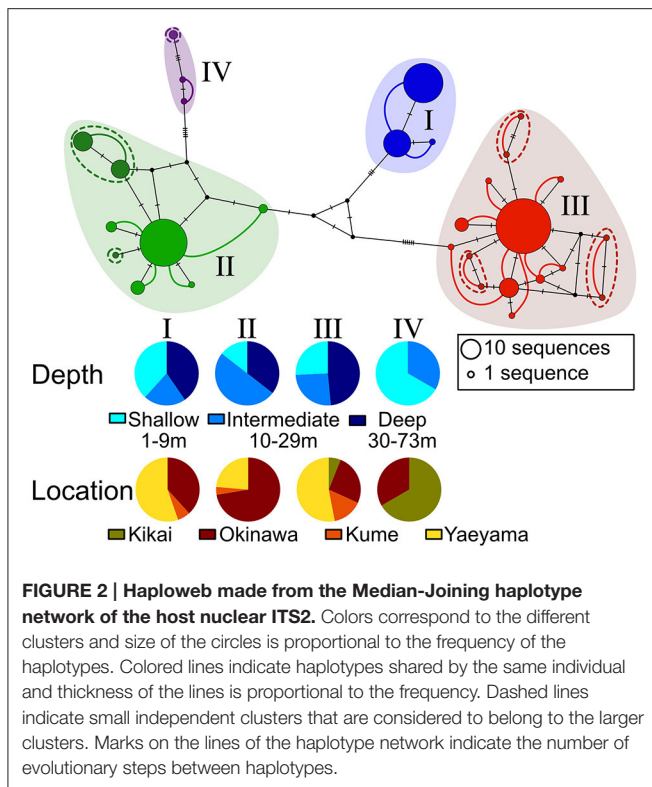 IV
I
III
II
I II III IV
10 sequences
1 sequence
Depth
Shallow Intermediate Deep
1-9m 10-29m 30-73m
Location
Kikai Okinawa Kume Yaeyama
FIGURE 2 | Haploweb made from the Median-Joining haplotype
network of the host nuclear ITS2. Colors correspond to the different
clusters and size of the circles is proportional to the frequency of the
haplotypes. Colored lines indicate haplotypes shared by the same individual
and thickness of the lines is proportional to the frequency. Dashed lines
indicate small independent clusters that are considered to belong to the larger
clusters. Marks on the lines of the haplotype network indicate the number of
evolutionary steps between haplotypes.